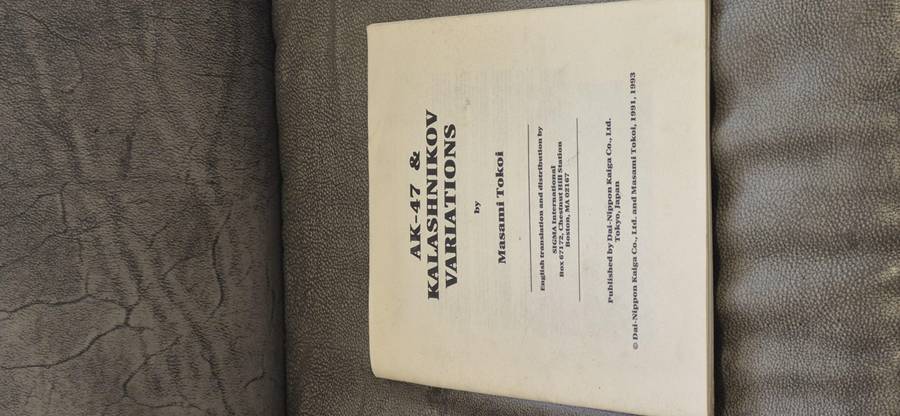 AK-47 &
KALASHNIKOV
VARIATIONS
by
Masami Tokoi
English translation and distribution by
SIGMA International
Box 67172, Chestnut Hill Station
Boston, MA 02167
Published by Dai-Nippon Kaiga Co., Ltd.
Tokyo, Japan
© Dai-Nippon Kaiga Co., Ltd. and Masami Tokoi, 1991, 1993